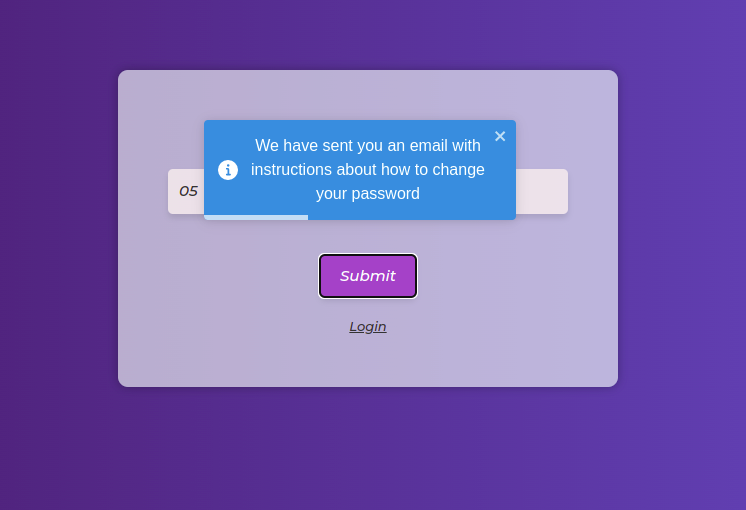 We have sent you an email with
instructions about how to change
your password
05
Submit
Login